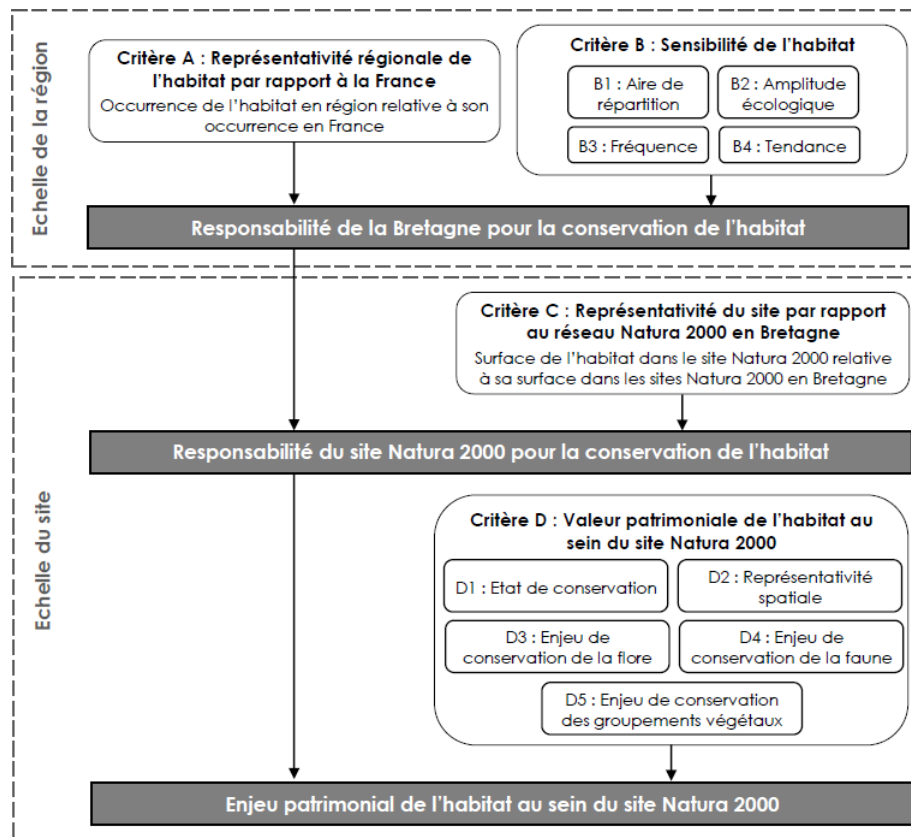 Echelle de la région
Critère A : Représentativité régionale de
l'habitat par rapport à la France
Occurrence de l'habitat en région relative à son
occurrence en France
Critère B : Sensibilité de l'habitat
B1 : Aire de
répartition
B2 : Amplitude
écologique
B3 : Fréquence
B4 : Tendance
Responsabilité de la Bretagne pour la conservation de l'habitat
Echelle du site
Critère C : Représentativité du site par rapport
au réseau Natura 2000 en Bretagne
Surface de l'habitat dans le site Natura 2000 relative
à sa surface dans les sites Natura 2000 en Bretagne
Responsabilité du site Natura 2000 pour la conservation de l'habitat
Critère D : Valeur patrimoniale de l'habitat au
sein du site Natura 2000
D1 : Etat de conservation
D2 : Représentativité
spatiale
D3 : Enjeu de
conservation de la flore
D4 : Enjeu de
conservation de la faune
D5 : Enjeu de conservation
des groupements végétaux
Enjeu patrimonial de l'habitat au sein du site Natura 2000